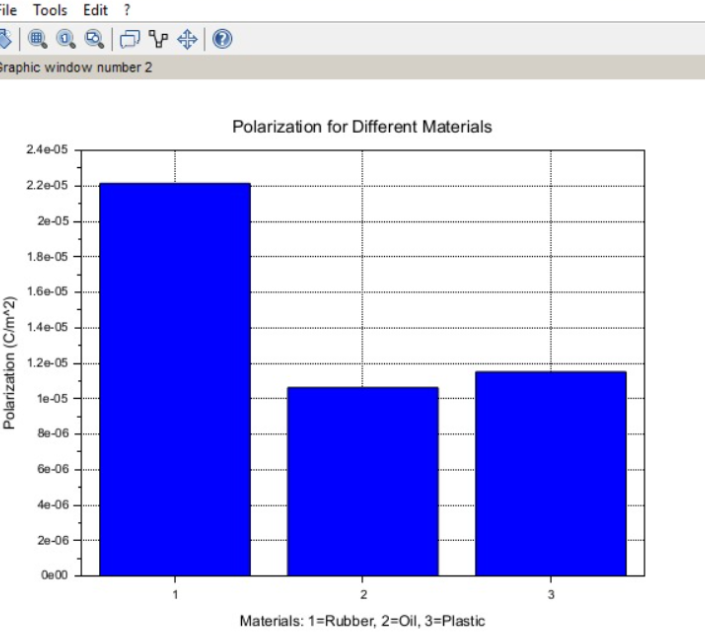 File Tools Edit ?
Graphic window number 2
Polarization for Different Materials
Polarization (C/m^2)
2.4e-05
2.2e-05
2e-05
1.8e-05
1.6e-05
1.4e-05
1.2e-05
1e-05
8e-06
6e-06
4e-06
2e-06
0e00
1 2 3
Materials: 1=Rubber, 2=Oil, 3=Plastic